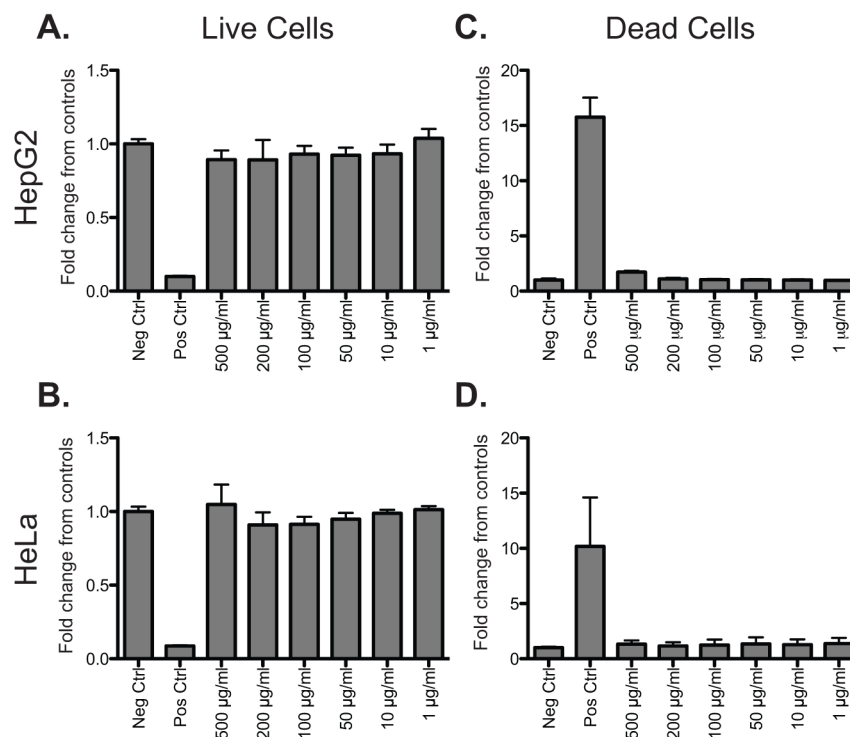 A.
Live Cells
C.
Dead Cells
HepG2
Fold change from controls
1.5
1.0
0.5
0.0
Neg Ctrl
Pos Ctrl
500 µg/ml
200 µg/ml
100 µg/ml
50 µg/ml
10 µg/ml
1 µg/ml
Fold change from controls
20
15
10
5
0
Neg Ctrl
Pos Ctrl
500 µg/ml
200 µg/ml
100 µg/ml
50 µg/ml
10 µg/ml
1 µg/ml
B.
D.
HeLa
Fold change from controls
1.5
1.0
0.5
0.0
Neg Ctrl
Pos Ctrl
500 µg/ml
200 µg/ml
100 µg/ml
50 µg/ml
10 µg/ml
1 µg/ml
Fold change from controls
20
15
10
5
0
Neg Ctrl
Pos Ctrl
500 µg/ml
200 µg/ml
100 µg/ml
50 µg/ml
10 µg/ml
1 µg/ml